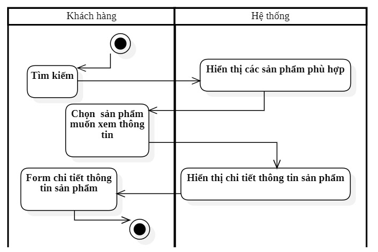 Khách hàng
Hệ thống
Tìm kiếm
Hiển thị các sản phẩm phù hợp
Chọn sản phẩm
muốn xem thông
tin
Hiển thị chi tiết thông tin sản phẩm
Form chi tiết thông
tin sản phẩm